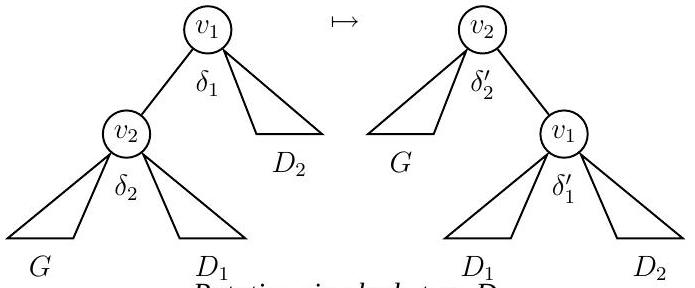 v₁ ↦ v₂
δ₁ δ′₂
v₂ v₁
D₂ G
δ₂ δ′₁
G D₁ D₁ D₂